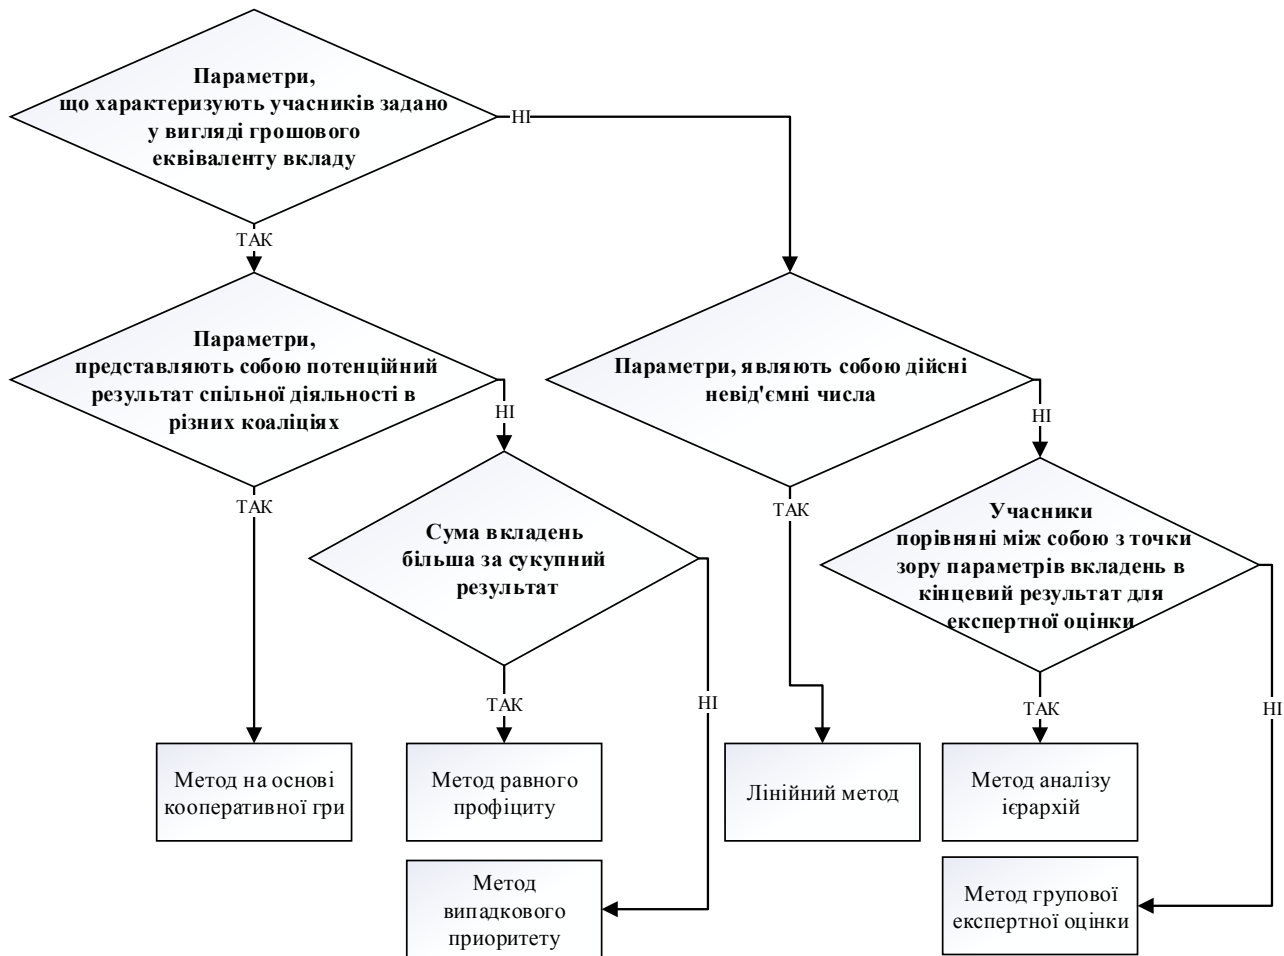 Параметри,
що характеризують учасників задано
у вигляді грошового
еквіваленту вкладу
НІ
ТАК
Параметри,
представляють собою потенційний
результат спільної діяльності в
різних коаліціях
НІ
ТАК
Параметри, являють собою дійсні
невід'ємні числа
НІ
ТАК
Сума вкладень
більша за сукупний
результат
НІ
ТАК
Учасники
порівняні між собою з точки
зору параметрів вкладень в
кінцевий результат для
експертної оцінки
НІ
ТАК
Метод на основі
кооперативної гри
Метод равного
профіциту
Лінійний метод
Метод аналізу
ієрархій
Метод
випадкового
приоритету
Метод групової
експертної оцінки